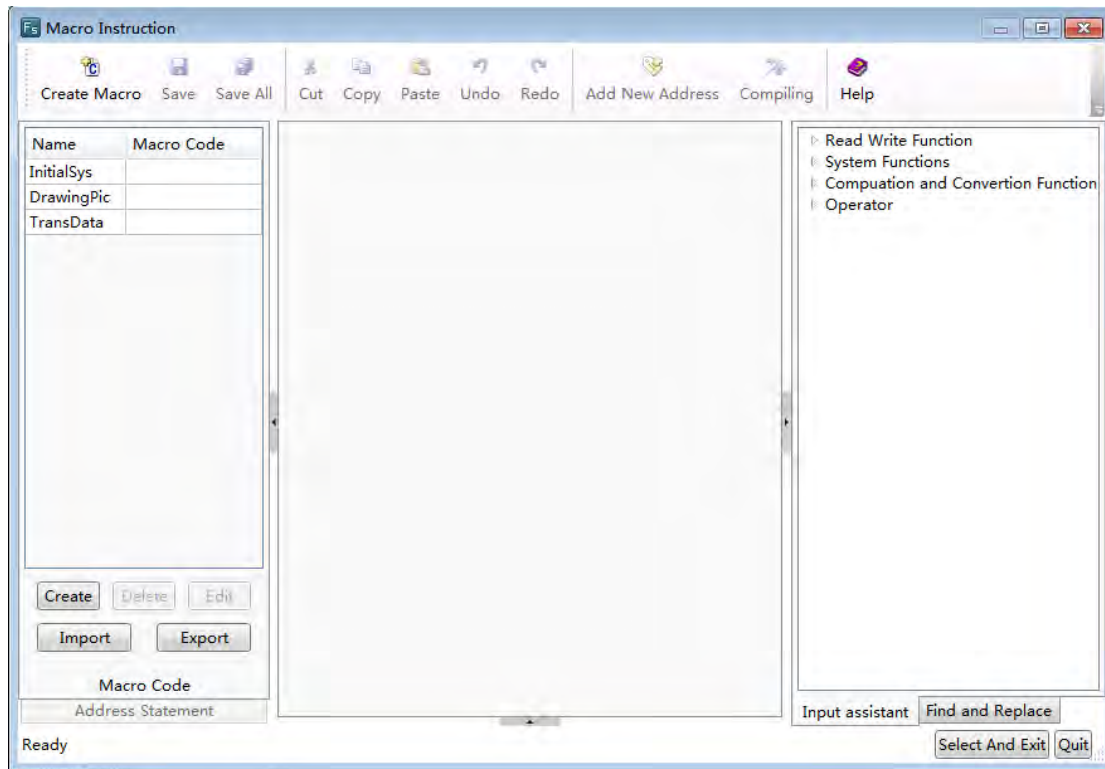 Fs Macro Instruction
Create Macro Save Save All Cut Copy Paste Undo Redo Add New Address Compiling Help
Name Macro Code
InitialSys
DrawingPic
TransData
Read Write Function
System Functions
Compuation and Convertion Function
Operator
Create Delete Edit
Import Export
Macro Code
Address Statement
Input assistant Find and Replace
Ready
Select And Exit Quit